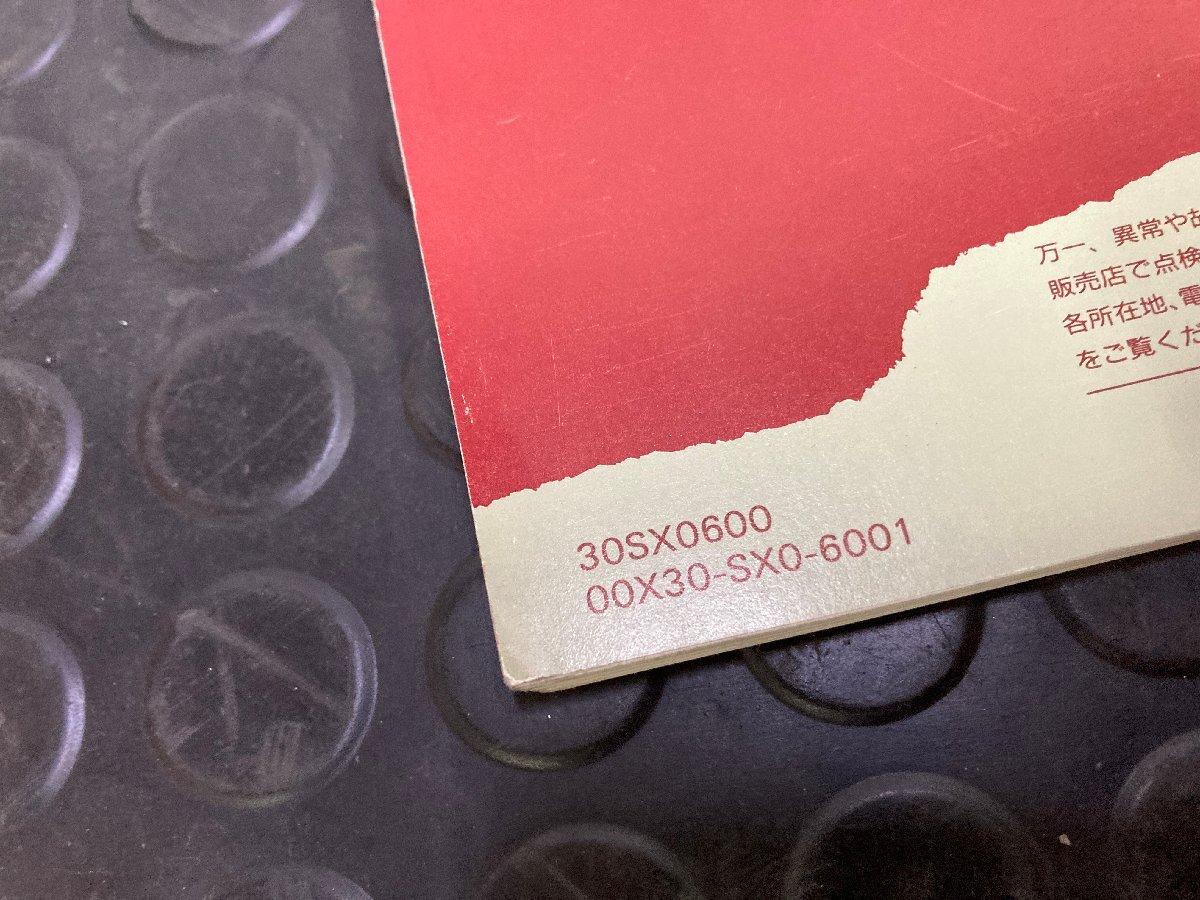 万一、異常や故
販売店で点検
各所在地、電
をご覧くだ
30SX0600
00X30-SX0-6001